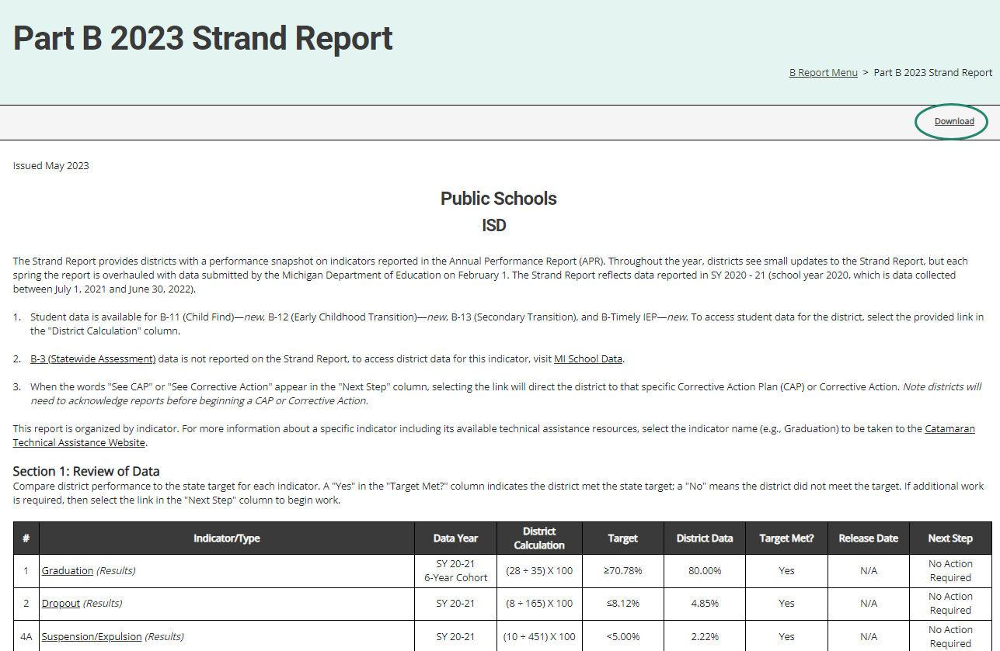 Part B 2023 Strand Report
B Report Menu > Part B 2023 Strand Report
Download
Issued May 2023
Public Schools
ISD
The Strand Report provides districts with a performance snapshot on indicators reported in the Annual Performance Report (APR). Throughout the year, districts see small updates to the Strand Report, but each
spring the report is overhauled with data submitted by the Michigan Department of Education on February 1. The Strand Report reflects data reported in SY 2020 - 21 (school year 2020, which is data collected
between July 1, 2021 and June 30, 2022).
1. Student data is available for B-11 (Child Find)—new, B-12 (Early Childhood Transition)—new, B-13 (Secondary Transition), and B-Timely IEP—new. To access student data for the district, select the provided link in
the "District Calculation" column.
2. B-3 (Statewide Assessment) data is not reported on the Strand Report, to access district data for this indicator, visit MI School Data.
3. When the words "See CAP" or "See Corrective Action" appear in the "Next Step" column, selecting the link will direct the district to that specific Corrective Action Plan (CAP) or Corrective Action. Note districts will
need to acknowledge reports before beginning a CAP or Corrective Action.
This report is organized by indicator. For more information about a specific indicator including its available technical assistance resources, select the indicator name (e.g., Graduation) to be taken to the Catamaran
Technical Assistance Website.
Section 1: Review of Data
Compare district performance to the state target for each indicator. A "Yes" in the "Target Met?" column indicates the district met the state target; a "No" means the district did not meet the target. If additional work
is required, then select the link in the "Next Step" column to begin work.
# Indicator/Type Data Year District Calculation Target District Data Target Met? Release Date Next Step
1 Graduation (Results) SY 20-21 6-Year Cohort (28 ÷ 35) X 100 ≥70.78% 80.00% Yes N/A No Action Required
2 Dropout (Results) SY 20-21 (8 ÷ 165) X 100 ≤8.12% 4.85% Yes N/A No Action Required
4A Suspension/Expulsion (Results) SY 20-21 (10 ÷ 451) X 100 <5.00% 2.22% Yes N/A No Action Required